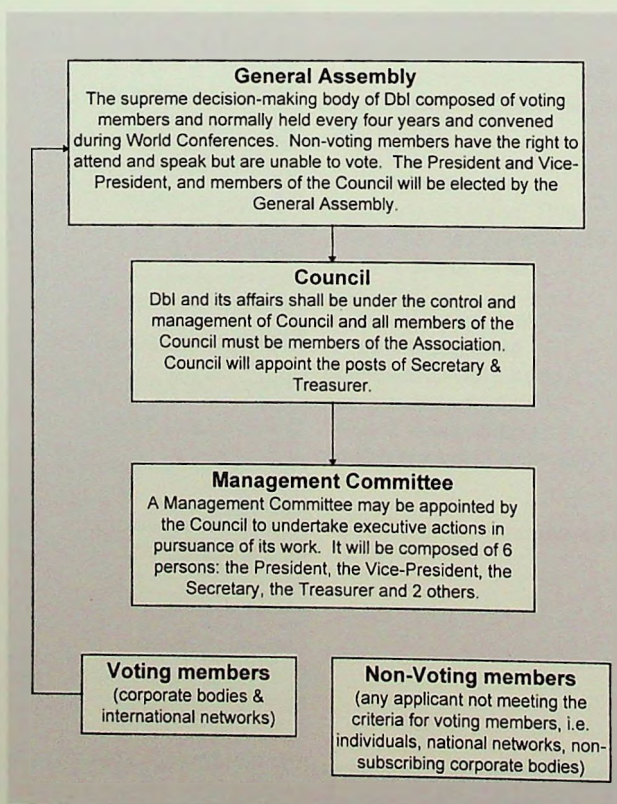 General Assembly
The supreme decision-making body of DbI composed of voting
members and normally held every four years and convened
during World Conferences. Non-voting members have the right to
attend and speak but are unable to vote. The President and Vice-
President, and members of the Council will be elected by the
General Assembly.
Council
DbI and its affairs shall be under the control and
management of Council and all members of the
Council must be members of the Association.
Council will appoint the posts of Secretary &
Treasurer.
Management Committee
A Management Committee may be appointed by
the Council to undertake executive actions in
pursuance of its work. It will be composed of 6
persons: the President, the Vice-President, the
Secretary, the Treasurer and 2 others.
Voting members
(corporate bodies &
international networks)
Non-Voting members
(any applicant not meeting the
criteria for voting members, i.e.
individuals, national networks, non-
subscribing corporate bodies)